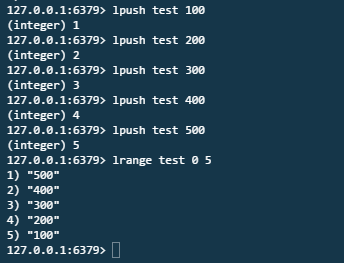 127.0.0.1:6379> lpush test 100
(integer) 1
127.0.0.1:6379> lpush test 200
(integer) 2
127.0.0.1:6379> lpush test 300
(integer) 3
127.0.0.1:6379> lpush test 400
(integer) 4
127.0.0.1:6379> lpush test 500
(integer) 5
127.0.0.1:6379> lrange test 0 5
1) "500"
2) "400"
3) "300"
4) "200"
5) "100"
127.0.0.1:6379>